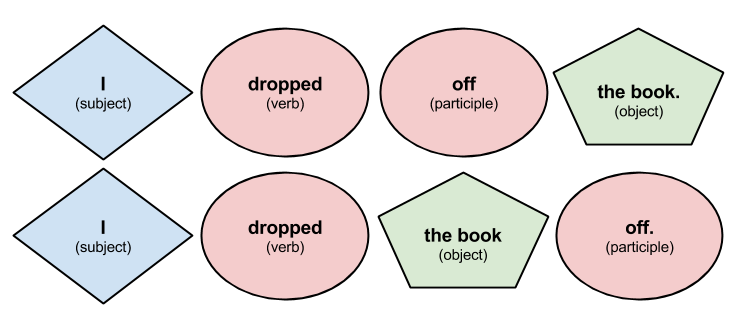 I dropped off the book.
(subject) (verb) (participle) (object)
I dropped the book off.
(subject) (verb) (object) (participle)